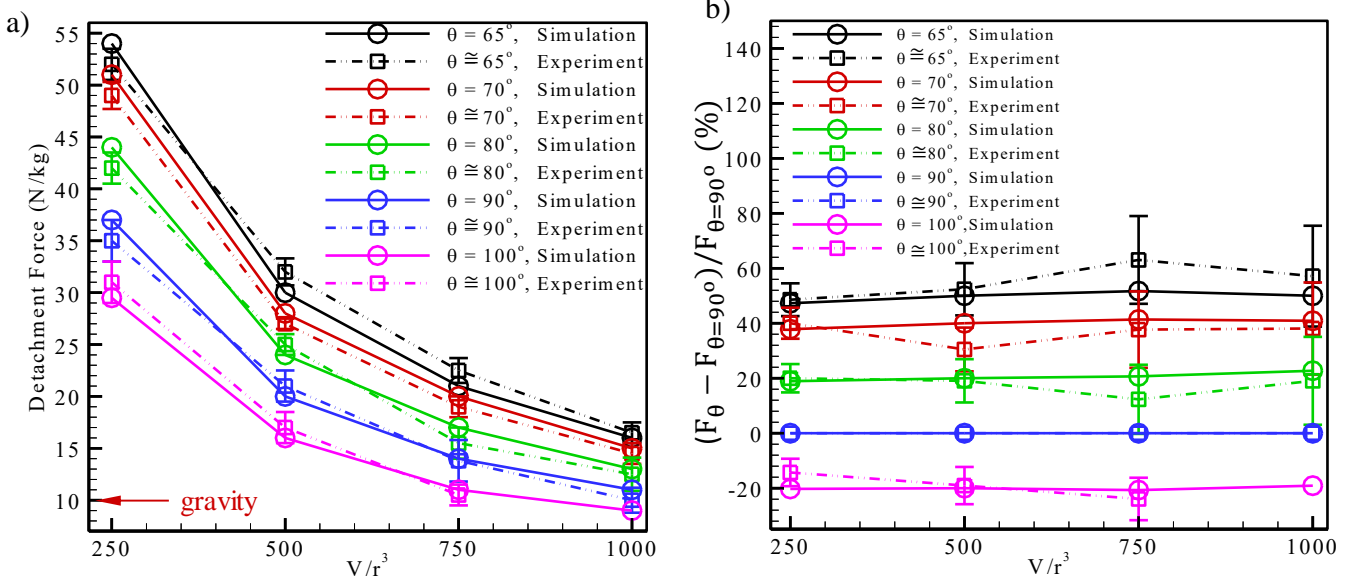 a)
Detachment Force (N/kg)
55
50
45
40
35
30
25
20
15
10
θ = 65°, Simulation
θ ≅ 65°, Experiment
θ = 70°, Simulation
θ ≅ 70°, Experiment
θ = 80°, Simulation
θ ≅ 80°, Experiment
θ = 90°, Simulation
θ ≅ 90°, Experiment
θ = 100°, Simulation
θ ≅ 100°, Experiment
gravity
250 500 750 1000
V/r³
b)
(Fθ − Fθ=90°)/Fθ=90° (%)
140
120
100
80
60
40
20
0
-20
θ = 65°, Simulation
θ ≅ 65°, Experiment
θ = 70°, Simulation
θ ≅ 70°, Experiment
θ = 80°, Simulation
θ ≅ 80°, Experiment
θ = 90°, Simulation
θ ≅ 90°, Experiment
θ = 100°, Simulation
θ ≅ 100°, Experiment
250 500 750 1000
V/r³